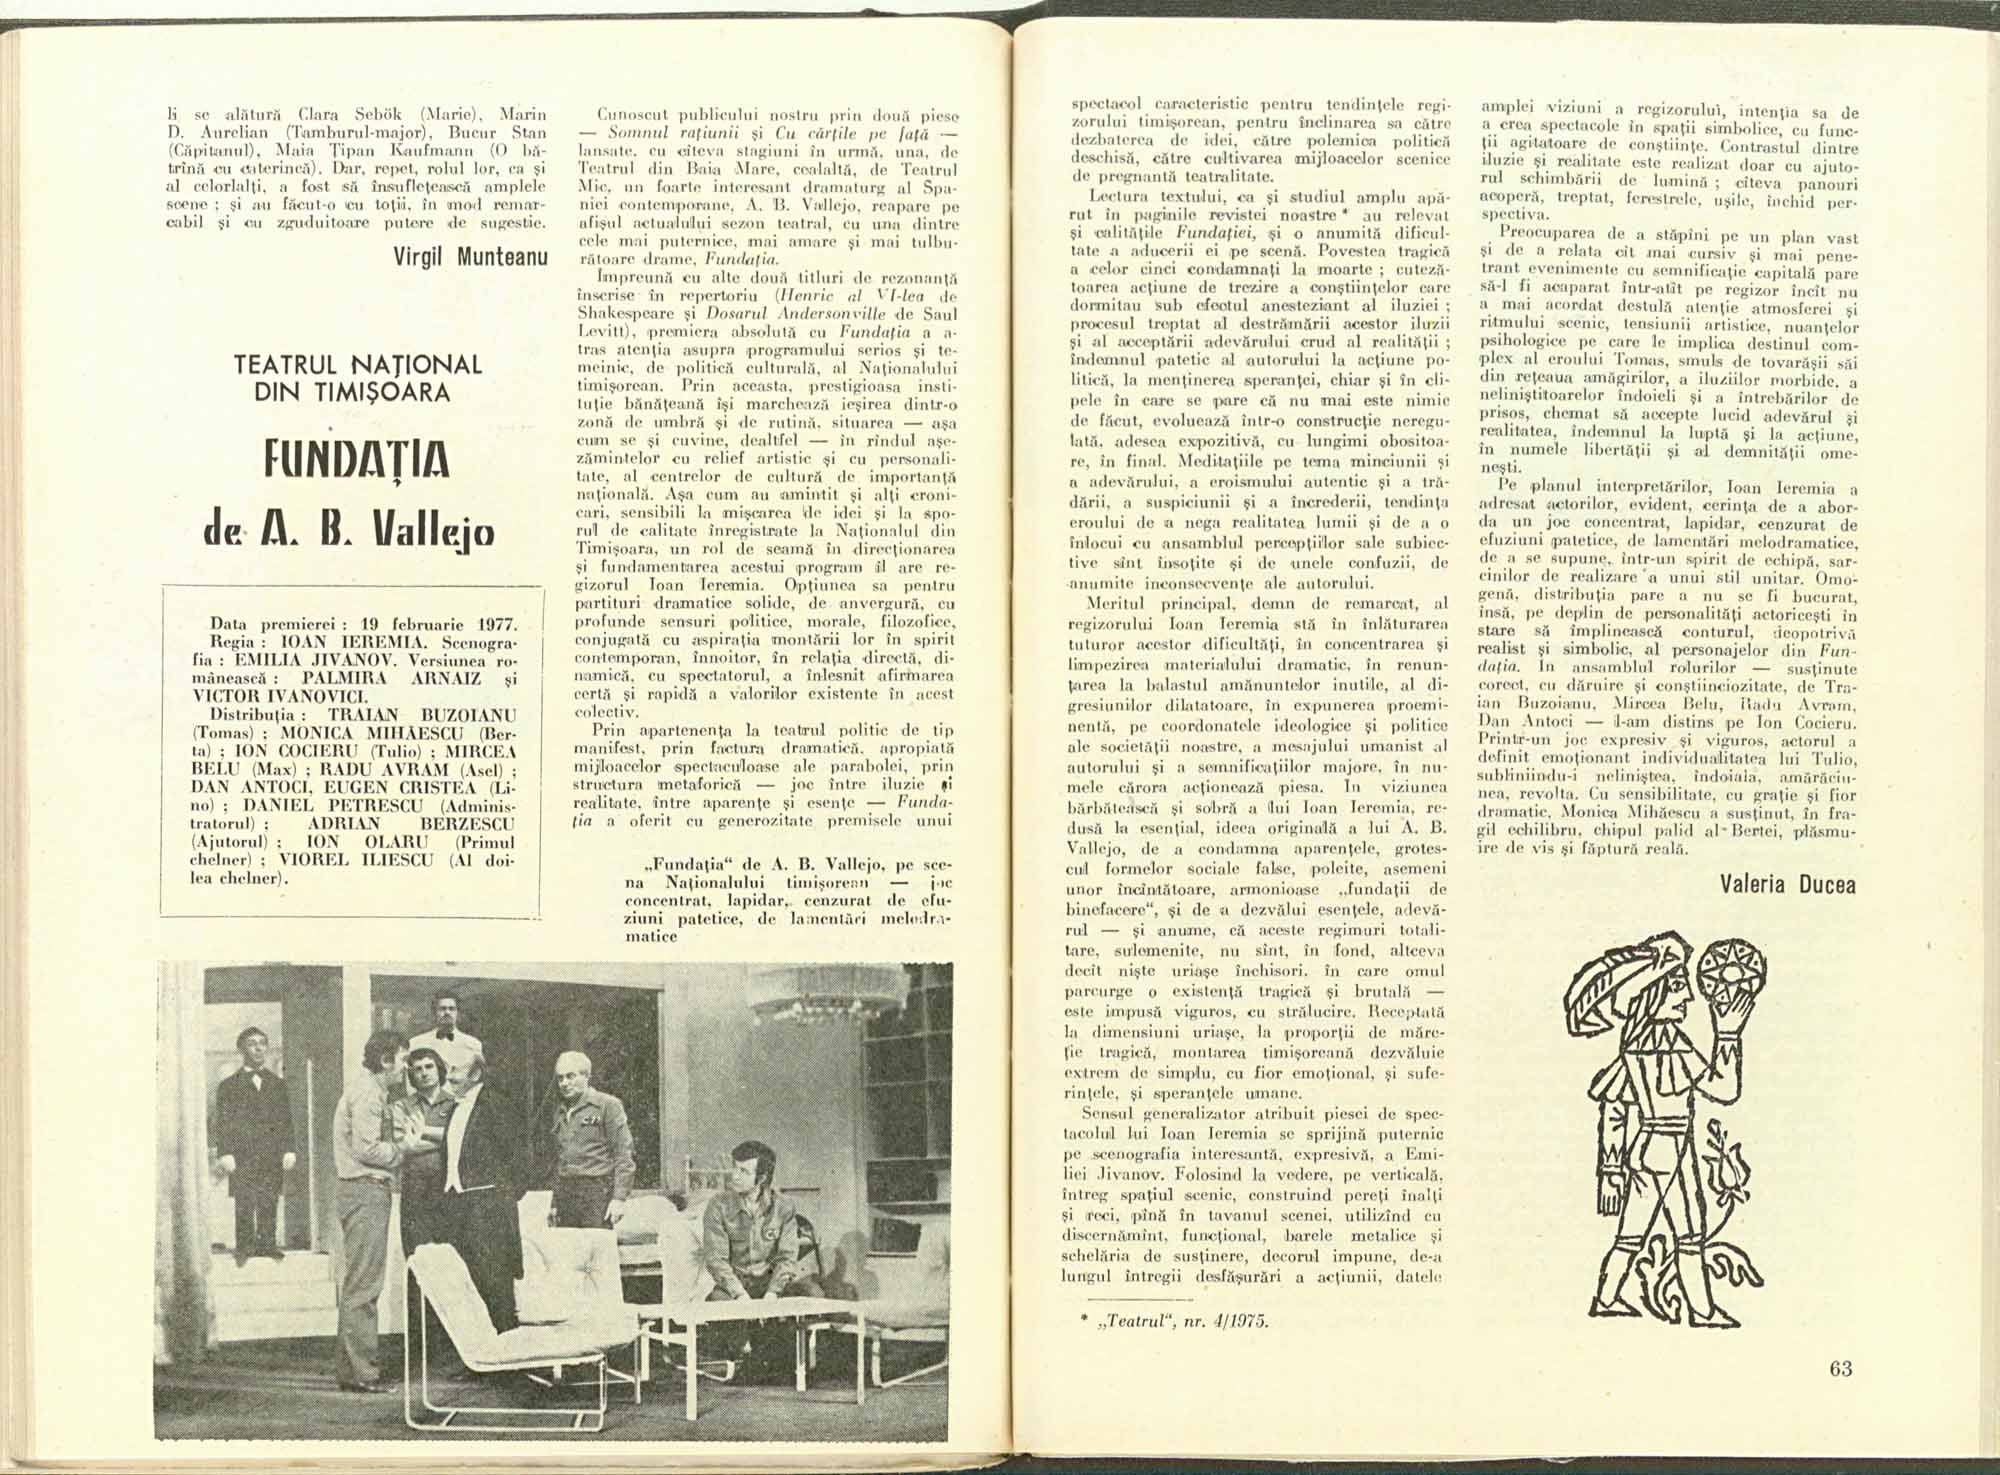 li se alătură Clara Sebök (Marie), Marin
D. Aurelian (Tamburul-major), Bucur Stan
(Căpitanul), Maia Țipan Kaufmann (O bă-
trînă cu caterincă). Dar, repet, rolul lor, ca și
al celorlalți, a fost să însuflețească amplele
scene ; și au făcut-o cu toții, în mod remar-
cabil și cu zguduitoare putere de sugestie.
Virgil Munteanu
TEATRUL NAȚIONAL
DIN TIMIȘOARA
FUNDAȚIA
de A. B. Vallejo
Data premierei : 19 februarie 1977.
Regia : IOAN IEREMIA. Scenogra-
fia : EMILIA JIVANOV. Versiunea ro-
mânească : PALMIRA ARNAIZ și
VICTOR IVANOVICI.
Distribuția : TRAIAN BUZOIANU
(Tomas) ; MONICA MIHĂESCU (Ber-
ta) ; ION COCIERU (Tulio) ; MIRCEA
BELU (Max) ; RADU AVRAM (Asel) ;
DAN ANTOCI, EUGEN CRISTEA (Li-
no) ; DANIEL PETRESCU (Adminis-
tratorul) ; ADRIAN BERZESCU
(Ajutorul) ; ION OLARU (Primul
chelner) ; VIOREL ILIESCU (Al doi-
lea chelner).
Cunoscut publicului nostru prin două piese
— Somnul rațiunii și Cu cărțile pe față —
lansate, cu cîteva stagiuni în urmă, una, de
Teatrul din Baia Mare, cealaltă, de Teatrul
Mic, un foarte interesant dramaturg al Spa-
niei contemporane, A. B. Vallejo, reapare pe
afișul actualului sezon teatral, cu una dintre
cele mai puternice, mai amare și mai tulbu-
rătoare drame, Fundația.
Împreună cu alte două titluri de rezonanță
înscrise în repertoriu (Henric al VI-lea de
Shakespeare și Dosarul Andersonville de Saul
Levitt), premiera absolută cu Fundația a a-
tras atenția asupra programului serios și te-
meinic, de politică culturală, al Naționalului
timișorean. Prin aceasta, prestigioasa insti-
tuție bănățeană își marchează ieșirea dintr-o
zonă de umbră și de rutină, situarea — așa
cum se și cuvine, dealtfel — în rîndul așe-
zămintelor cu relief artistic și cu personali-
tate, al centrelor de cultură de importanță
națională. Așa cum au amintit și alți croni-
cari, sensibili la mișcarea de idei și la spo-
rul de calitate înregistrate la Naționalul din
Timișoara, un rol de seamă în direcționarea
și fundamentarea acestui program îl are re-
gizorul Ioan Ieremia. Opțiunea sa pentru
partituri dramatice solide, de anvergură, cu
profunde sensuri politice, morale, filozofice,
conjugată cu aspirația montării lor în spirit
contemporan, înnoitor, în relația directă, di-
namică, cu spectatorul, a înlesnit afirmarea
certă și rapidă a valorilor existente în acest
colectiv.
Prin apartenența la teatrul politic de tip
manifest, prin factura dramatică, apropiată
mijloacelor spectaculoase ale parabolei, prin
structura metaforică — joc între iluzie și
realitate, între aparențe și esențe — Funda-
ția a oferit cu generozitate premisele unui
„Fundația“ de A. B. Vallejo, pe sce-
na Naționalului timișorean — joc
concentrat, lapidar, cenzurat de efu-
ziuni patetice, de lamentări melodra-
matice
spectacol caracteristic pentru tendințele regi-
zorului timișorean, pentru înclinarea sa către
dezbaterea de idei, către polemica politică
deschisă, către cultivarea mijloacelor scenice
de pregnantă teatralitate.
Lectura textului, ca și studiul amplu apă-
rut în paginile revistei noastre * au relevat
și calitățile Fundației, și o anumită dificul-
tate a aducerii ei pe scenă. Povestea tragică
a celor cinci condamnați la moarte ; cuteză-
toarea acțiune de trezire a conștiințelor care
dormitau sub efectul anesteziant al iluziei ;
procesul treptat al destrămării acestor iluzii
și al acceptării adevărului crud al realității ;
îndemnul patetic al autorului la acțiune po-
litică, la menținerea speranței, chiar și în cli-
pele în care se pare că nu mai este nimic
de făcut, evoluează într-o construcție neregu-
lată, adesea expozitivă, cu lungimi obositoa-
re, în final. Meditațiile pe tema minciunii și
a adevărului, a eroismului autentic și a tră-
dării, a suspiciunii și a încrederii, tendința
eroului de a nega realitatea lumii și de a o
înlocui cu ansamblul percepțiilor sale subiec-
tive sînt însoțite și de unele confuzii, de
anumite inconsecvențe ale autorului.
Meritul principal, demn de remarcat, al
regizorului Ioan Ieremia stă în înlăturarea
tuturor acestor dificultăți, în concentrarea și
limpezirea materialului dramatic, în renun-
țarea la balastul amănuntelor inutile, al di-
gresiunilor dilatatoare, în expunerea proemi-
nentă, pe coordonatele ideologice și politice
ale societății noastre, a mesajului umanist al
autorului și a semnificațiilor majore, în nu-
mele cărora acționează piesa. In viziunea
bărbătească și sobră a lui Ioan Ieremia, re-
dusă la esențial, ideea originală a lui A. B.
Vallejo, de a condamna aparențele, grotes-
cul formelor sociale false, poleite, asemeni
unor încîntătoare, armonioase „fundații de
binefacere“, și de a dezvălui esențele, adevă-
rul — și anume, că aceste regimuri totali-
tare, sulemenite, nu sînt, în fond, altceva
decît niște uriașe închisori, în care omul
parcurge o existență tragică și brutală —
este impusă viguros, cu strălucire. Receptată
la dimensiuni uriașe, la proporții de măre-
ție tragică, montarea timișoreană dezvăluie
extrem de simplu, cu fior emoțional, și sufe-
rințele, și speranțele umane.
Sensul generalizator atribuit piesei de spec-
tacolul lui Ioan Ieremia se sprijină puternic
pe scenografia interesantă, expresivă, a Emi-
liei Jivanov. Folosind la vedere, pe verticală,
întreg spațiul scenic, construind pereți înalți
și reci, pînă în tavanul scenei, utilizînd cu
discernămînt, funcțional, barele metalice și
schelăria de susținere, decorul impune, de-a
lungul întregii desfășurări a acțiunii, datele
* „Teatrul“, nr. 4/1975.
amplei viziuni a regizorului, intenția sa de
a crea spectacole în spații simbolice, cu func-
ții agitatoare de conștiințe. Contrastul dintre
iluzie și realitate este realizat doar cu ajuto-
rul schimbării de lumină ; cîteva panouri
acoperă, treptat, ferestrele, ușile, închid per-
spectiva.
Preocuparea de a stăpîni pe un plan vast
și de a relata cît mai cursiv și mai pene-
trant evenimente cu semnificație capitală pare
să-l fi acaparat într-atît pe regizor încît nu
a mai acordat destulă atenție atmosferei și
ritmului scenic, tensiunii artistice, nuanțelor
psihologice pe care le implica destinul com-
plex al eroului Tomas, smuls de tovarășii săi
din rețeaua amăgirilor, a iluziilor morbide, a
neliniștitoarelor îndoieli și a întrebărilor de
prisos, chemat să accepte lucid adevărul și
realitatea, îndemnul la luptă și la acțiune,
în numele libertății și al demnității ome-
nești.
Pe planul interpretărilor, Ioan Ieremia a
adresat actorilor, evident, cerința de a abor-
da un joc concentrat, lapidar, cenzurat de
efuziuni patetice, de lamentări melodramatice,
de a se supune, într-un spirit de echipă, sar-
cinilor de realizare a unui stil unitar. Omo-
genă, distribuția pare a nu se fi bucurat,
însă, pe deplin de personalități actoricești în
stare să împlinească conturul, deopotrivă
realist și simbolic, al personajelor din Fun-
dația. In ansamblul rolurilor — susținute
corect, cu dăruire și conștiinciozitate, de Tra-
ian Buzoianu, Mircea Belu, Radu Avram,
Dan Antoci — l-am distins pe Ion Cocieru.
Printr-un joc expresiv și viguros, actorul a
definit emoționant individualitatea lui Tulio,
subliniindu-i neliniștea, îndoiala, amărăciu-
nea, revolta. Cu sensibilitate, cu grație și fior
dramatic, Monica Mihăescu a susținut, în fra-
gil echilibru, chipul palid al Bertei, plăsmu-
ire de vis și făptură reală.
Valeria Ducea
63